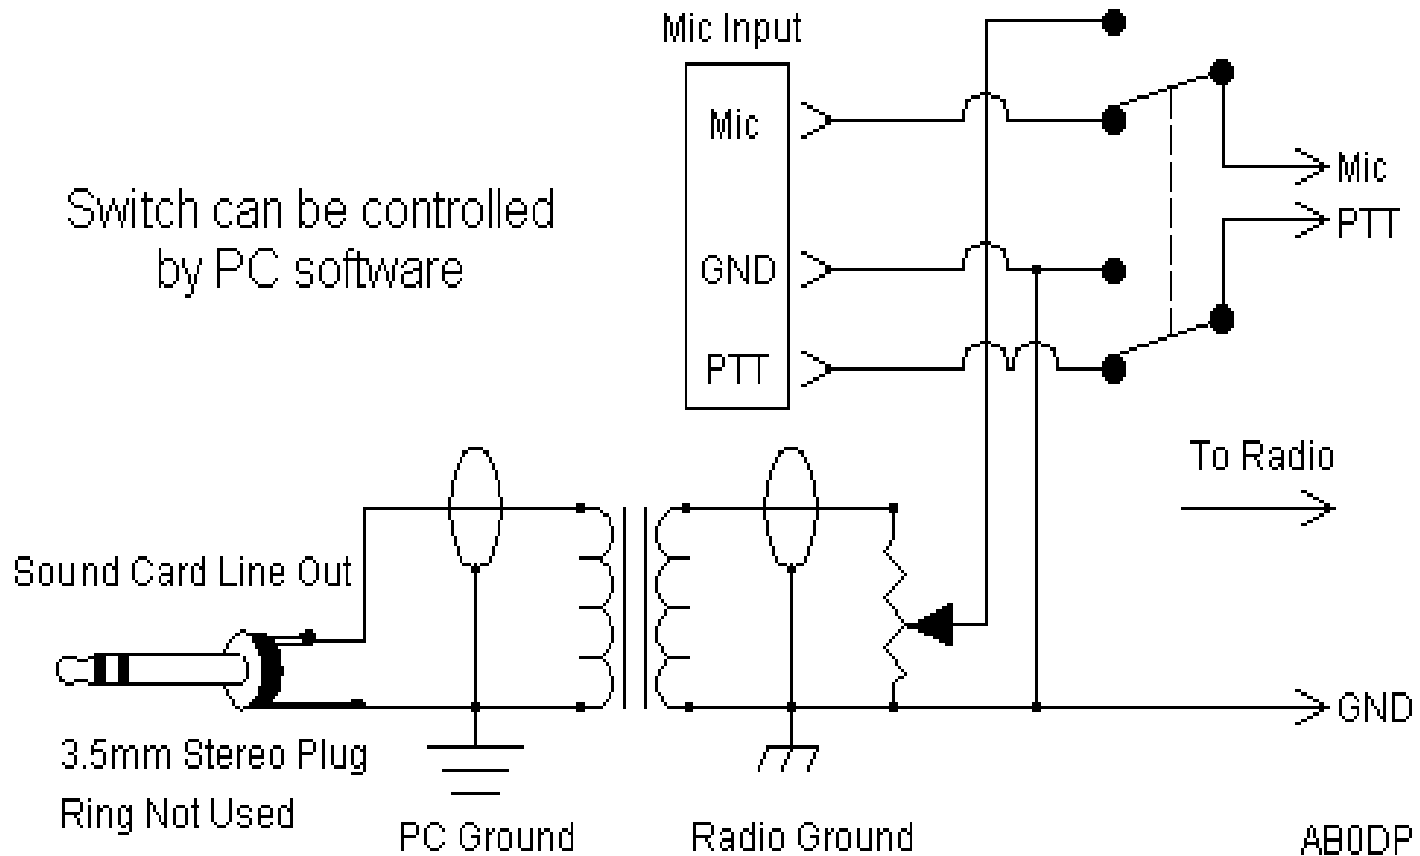 Mic Input
Mic
GND
PTT
Mic
PTT
Switch can be controlled
by PC software
To Radio
Sound Card Line Out
GND
3.5mm Stereo Plug
Ring Not Used
PC Ground
Radio Ground
AB0DP